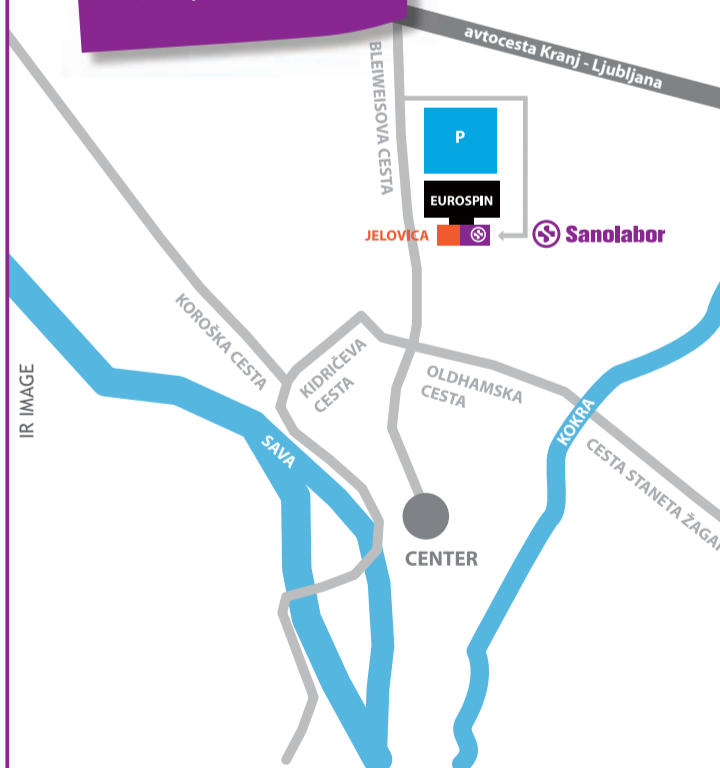 avtocesta Kranj - Ljubljana
BLEIWEISOVA CESTA
P
EUROSPIN
JELOVICA
Sanolabor
KOROŠKA CESTA
KIDRIČEVA
CESTA
OLDHAMSKA
CESTA
IR IMAGE
SAVA
KOKRA
CESTA STANETA
CENTER